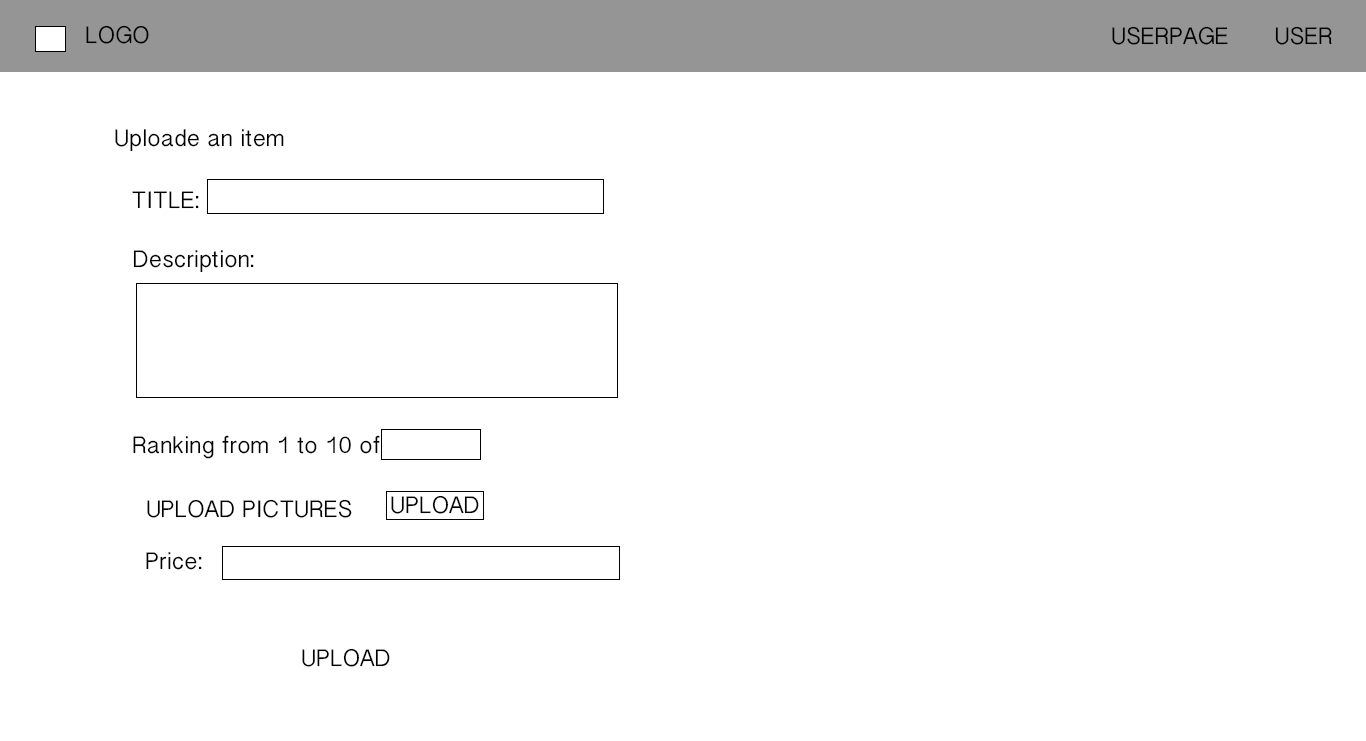 LOGO USERPAGE USER
Uploade an item
TITLE:
Description:
Ranking from 1 to 10 of
UPLOAD PICTURES UPLOAD
Price:
UPLOAD